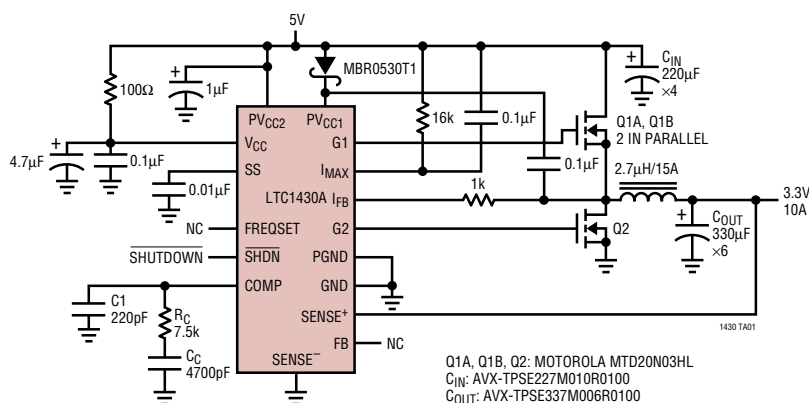 5V
MBR0530T1
+
CIN
220µF
×4
+
1µF
100Ω
16k
0.1µF
Q1A, Q1B
2 IN PARALLEL
PVCC2
PVCC1
VCC
G1
+
4.7µF
0.1µF
SS
IMAX
0.1µF
2.7µH/15A
0.01µF
LTC1430A
IFB
1k
3.3V
10A
NC
FREQSET
G2
Q2
+
COUT
330µF
×6
SHUTDOWN
SHDN
PGND
COMP
GND
C1
220pF
RC
7.5k
SENSE+
1430 TA01
FB
NC
CC
4700pF
SENSE–
Q1A, Q1B, Q2: MOTOROLA MTD20N03HL
CIN: AVX-TPSE227M010R0100
COUT: AVX-TPSE337M006R0100